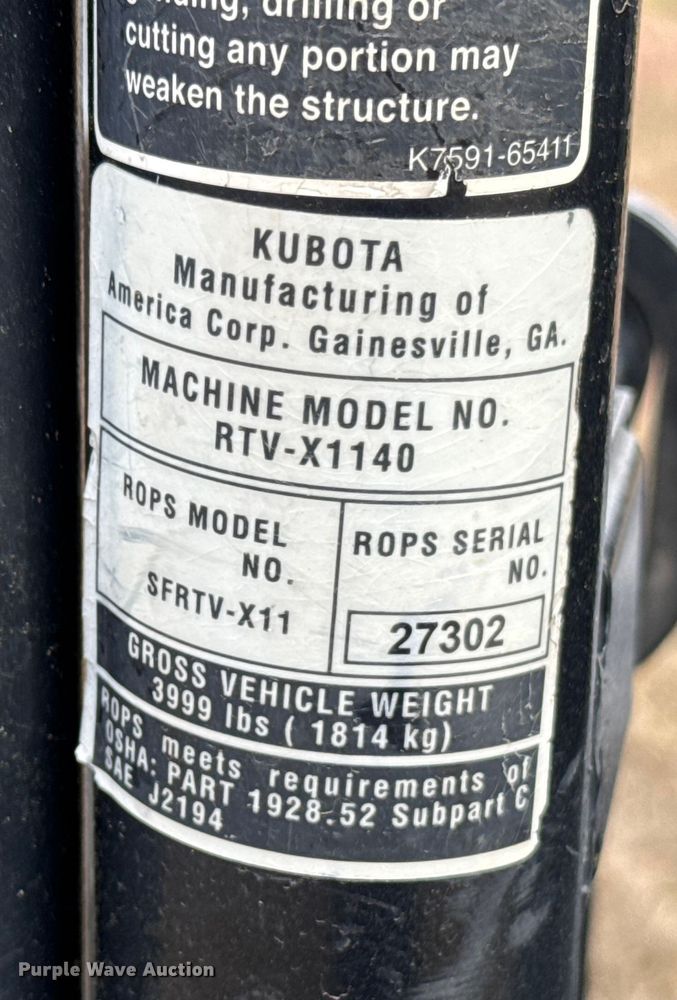 drilling or
cutting any portion may
weaken the structure.
K7591-65411
KUBOTA
Manufacturing of
America Corp. Gainesville, GA.
MACHINE MODEL NO.
RTV-X1140
ROPS MODEL
NO.
SFRTV-X11
ROPS SERIAL
NO.
27302
GROSS VEHICLE WEIGHT
3999 lbs ( 1814 kg)
ROPS meets requirements of
OSHA: PART 1928.52 Subpart C
SAE J2194
Purple Wave Auction